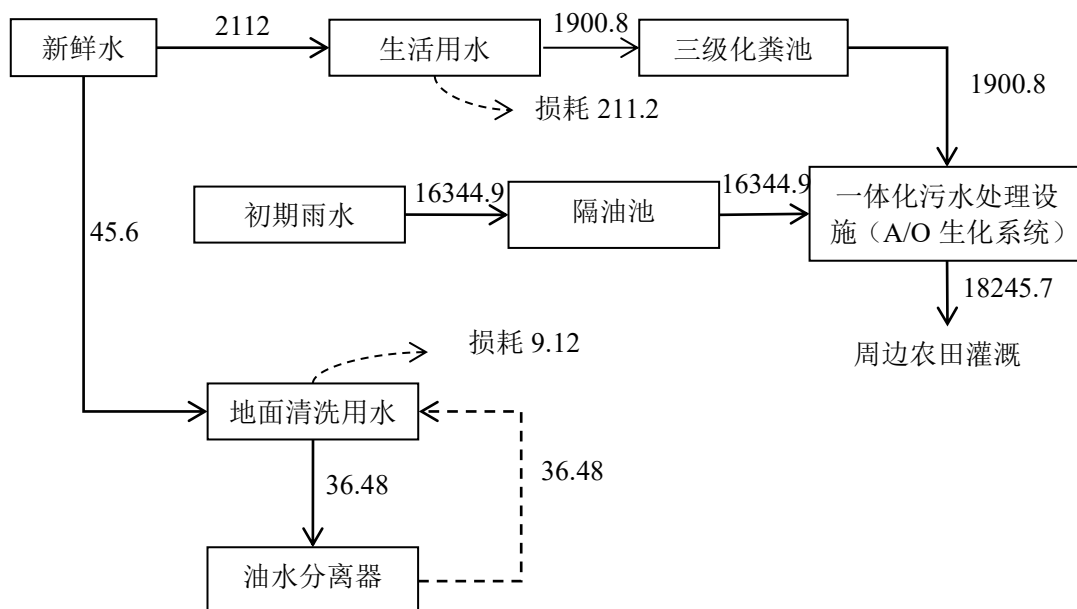 新鲜水
2112
生活用水
1900.8
三级化粪池
损耗 211.2
1900.8
初期雨水
16344.9
隔油池
16344.9
一体化污水处理设
施（A/O 生化系统）
45.6
18245.7
周边农田灌溉
损耗 9.12
地面清洗用水
36.48
36.48
油水分离器